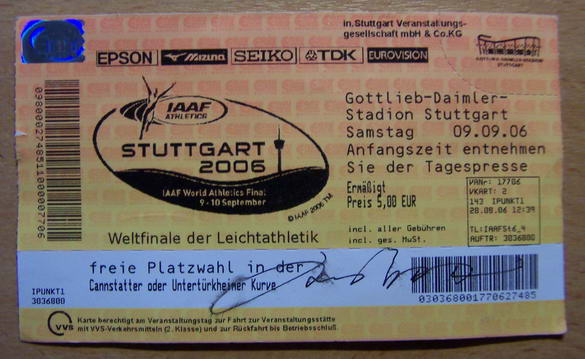 in.Stuttgart Veranstaltungs-
gesellschaft mbH & Co.KG
EPSON MIZUNO SEIKO TDK EUROVISION
GOTTLIEB-DAIMLER-STADION
STUTTGART
IAAF
ATHLETICS
STUTTGART
2006
IAAF World Athletics Final
9-10 September
© IAAF 2006 TM
Weltfinale der Leichtathletik
Gottlieb-Daimler-
Stadion Stuttgart
Samstag 09.09.06
Anfangszeit entnehmen
Sie der Tagespresse
Ermäßigt
Preis 5,00 EUR
incl. aller Gebühren
incl. ges. MwSt.
VANr: 17706
VKART: 2
143 IPUNKT1
28.08.06 12:39
TL:IAAFSt6_4
AUFTR: 3036800
freie Platzwahl in der
Cannstatter oder Untertürkheimer Kurve
IPUNKT1
3036800
030368001770627485
VVS
Karte berechtigt am Veranstaltungstag zur Fahrt zur Veranstaltungsstätte
mit VVS-Verkehrsmitteln (2. Klasse) und zur Rückfahrt bis Betriebsschluß.